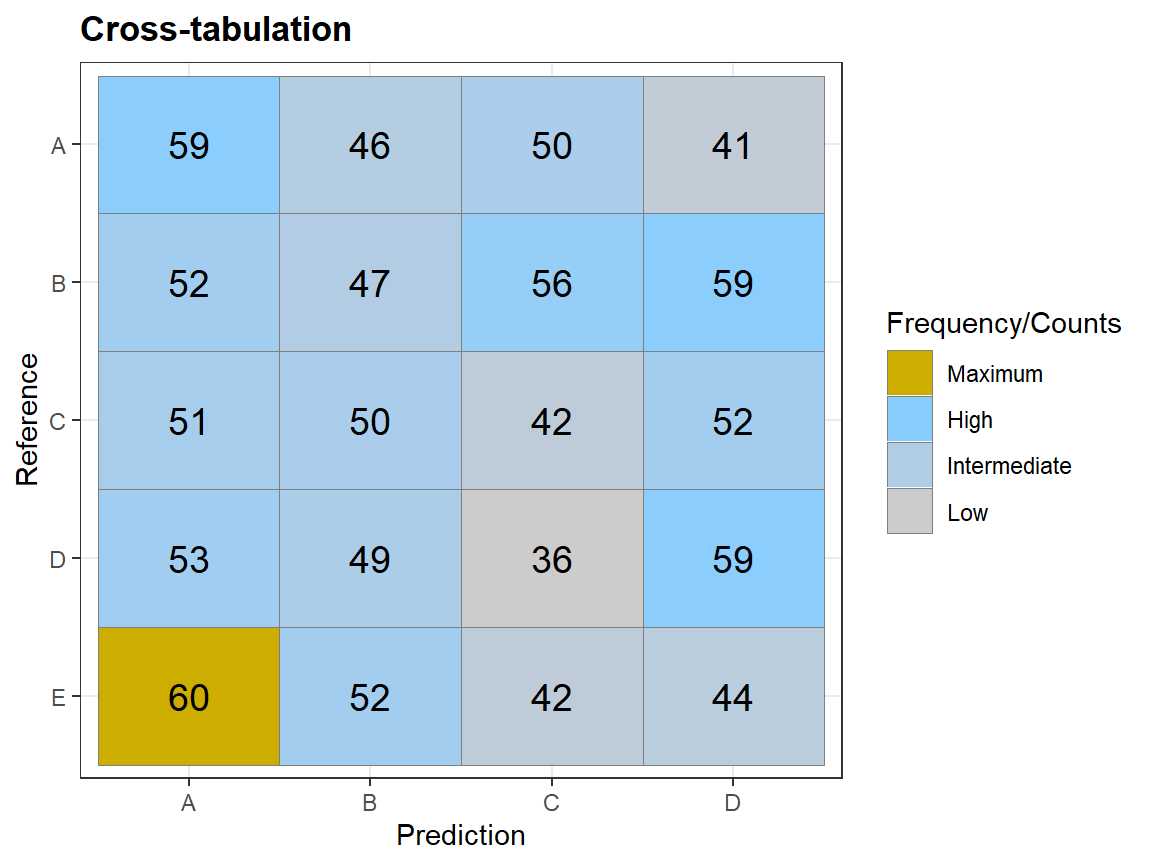 Cross-tabulation
A 59 46 50 41
B 52 47 56 59
C 51 50 42 52
D 53 49 36 59
E 60 52 42 44
A B C D
Prediction
Reference
Frequency/Counts
Maximum
High
Intermediate
Low